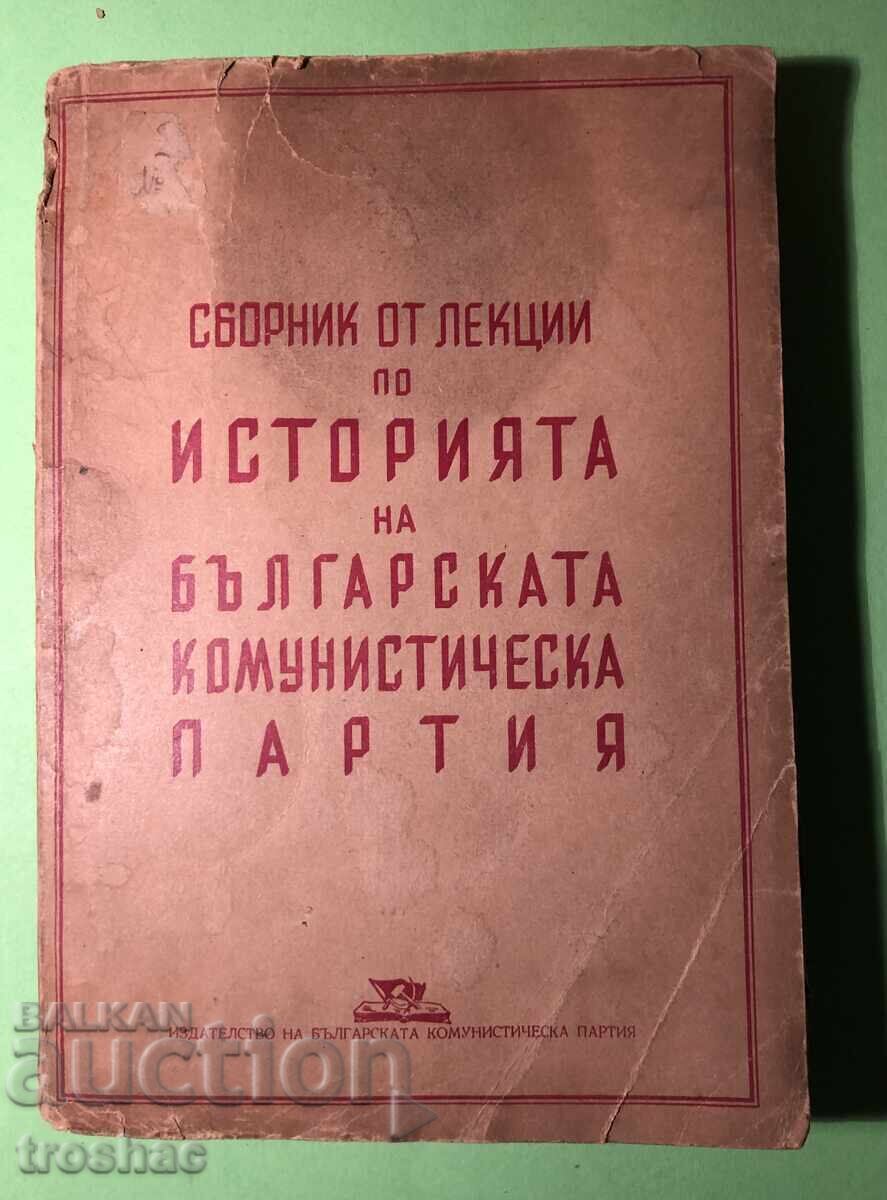 СБОРНИК ОТ ЛЕКЦИИ
ПО
ИСТОРИЯТА
НА
БЪЛГАРСКАТА
КОМУНИСТИЧЕСКА
ПАРТИЯ
ИЗДАТЕЛСТВО НА БЪЛГАРСКАТА КОМУНИСТИЧЕСКА ПАРТИЯ
BALKAN
auction
troshac